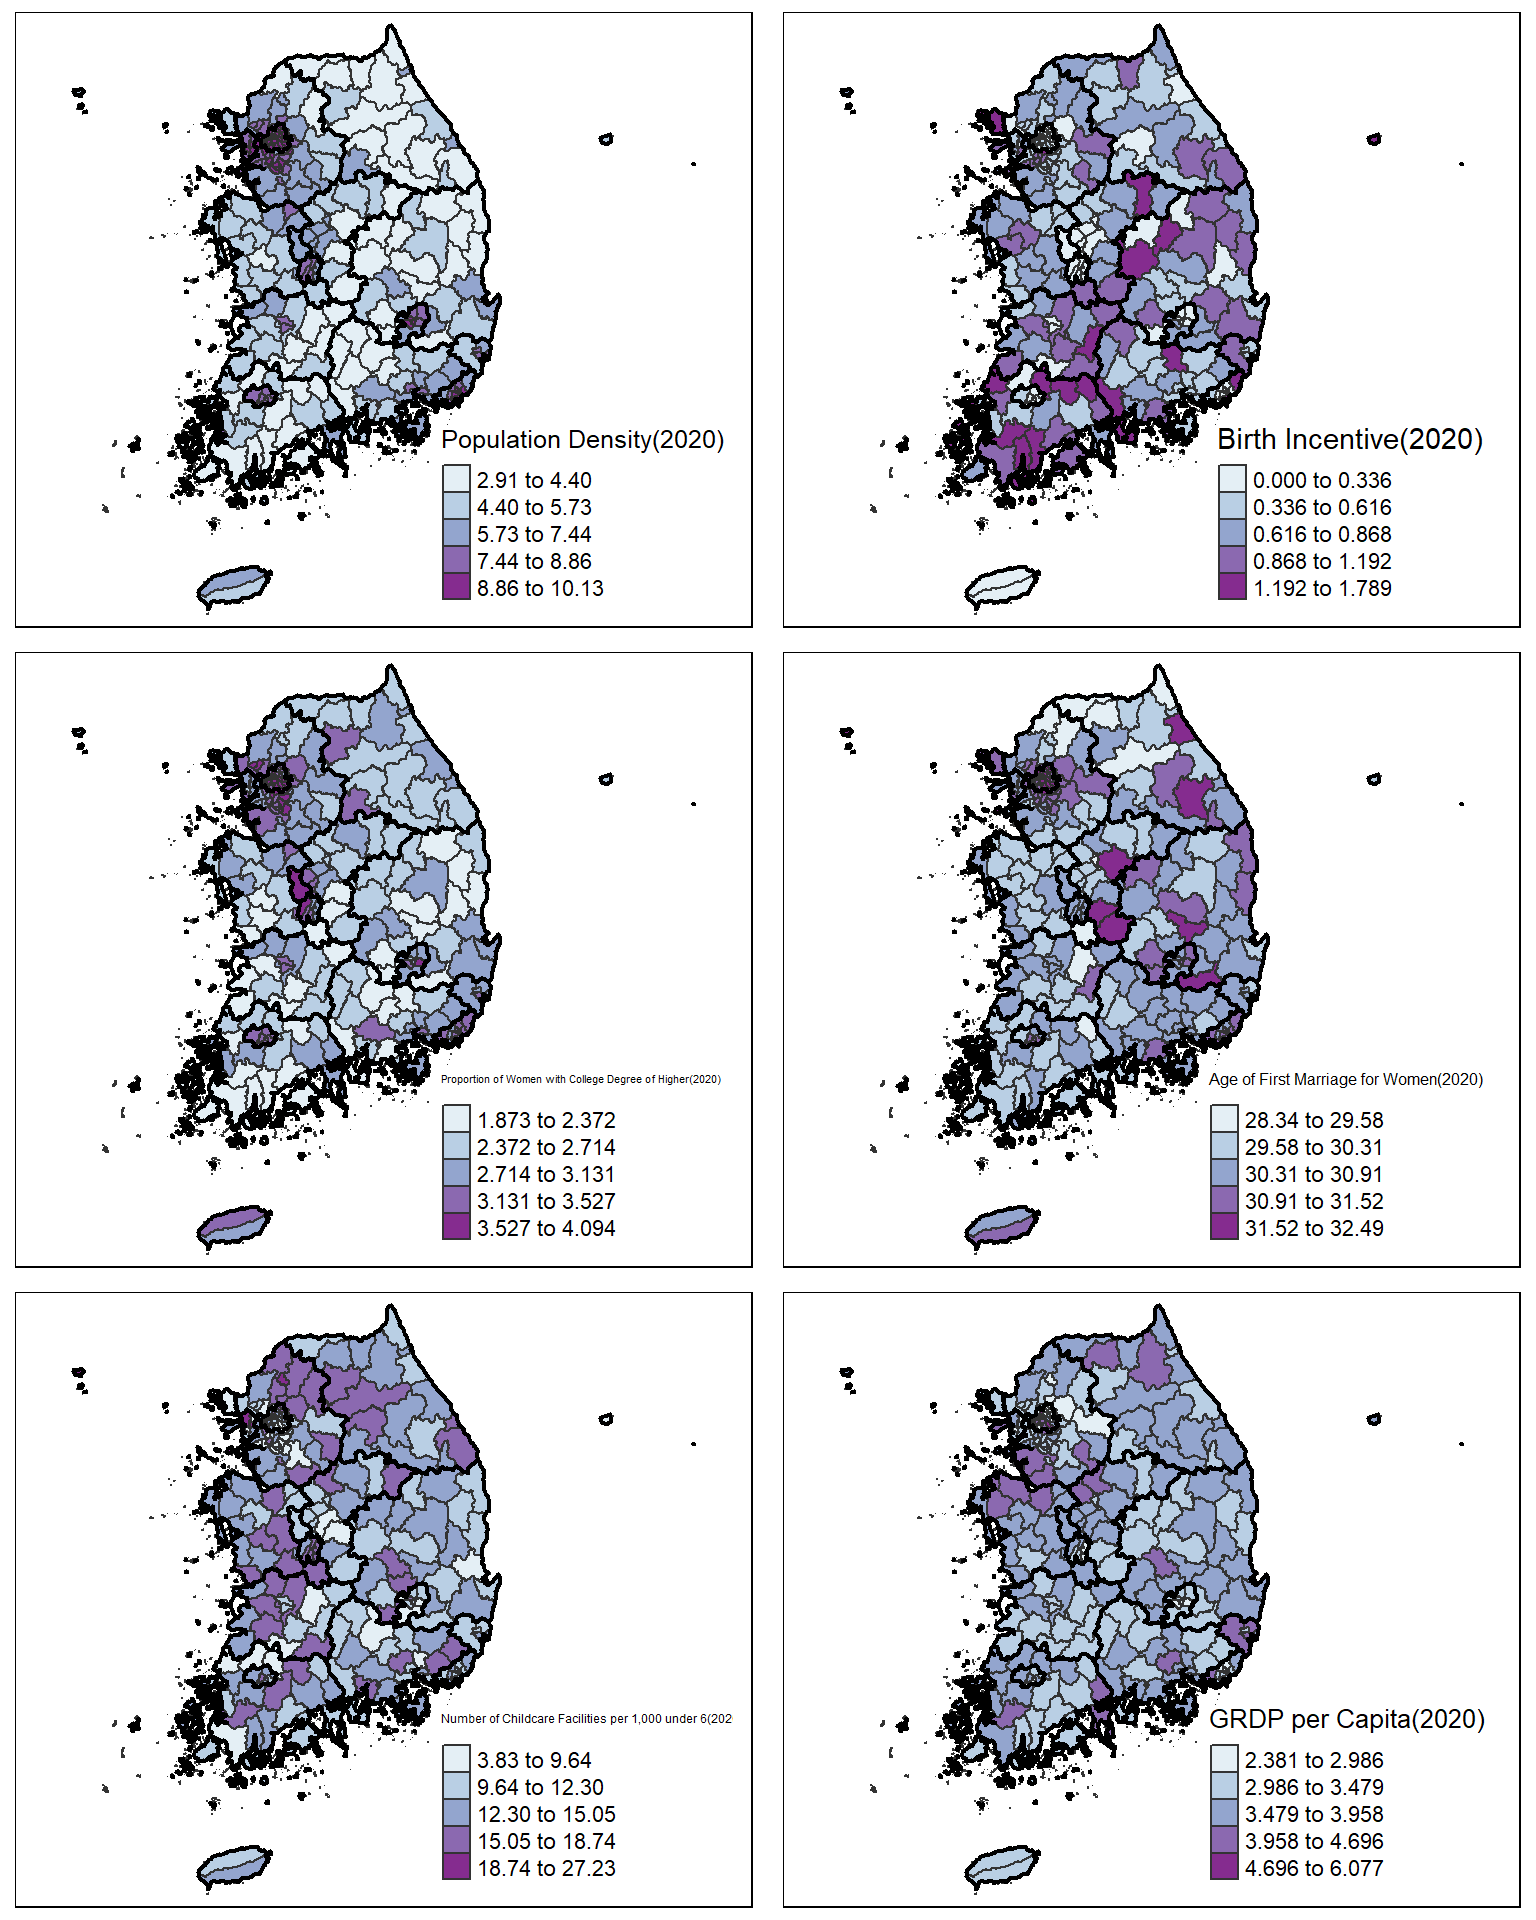 Population Density(2020)
2.91 to 4.40
4.40 to 5.73
5.73 to 7.44
7.44 to 8.86
8.86 to 10.13
Birth Incentive(2020)
0.000 to 0.336
0.336 to 0.616
0.616 to 0.868
0.868 to 1.192
1.192 to 1.789
Proportion of Women with College Degree of Higher(2020)
1.873 to 2.372
2.372 to 2.714
2.714 to 3.131
3.131 to 3.527
3.527 to 4.094
Age of First Marriage for Women(2020)
28.34 to 29.58
29.58 to 30.31
30.31 to 30.91
30.91 to 31.52
31.52 to 32.49
Number of Childcare Facilities per 1,000 under 6(202
3.83 to 9.64
9.64 to 12.30
12.30 to 15.05
15.05 to 18.74
18.74 to 27.23
GRDP per Capita(2020)
2.381 to 2.986
2.986 to 3.479
3.479 to 3.958
3.958 to 4.696
4.696 to 6.077